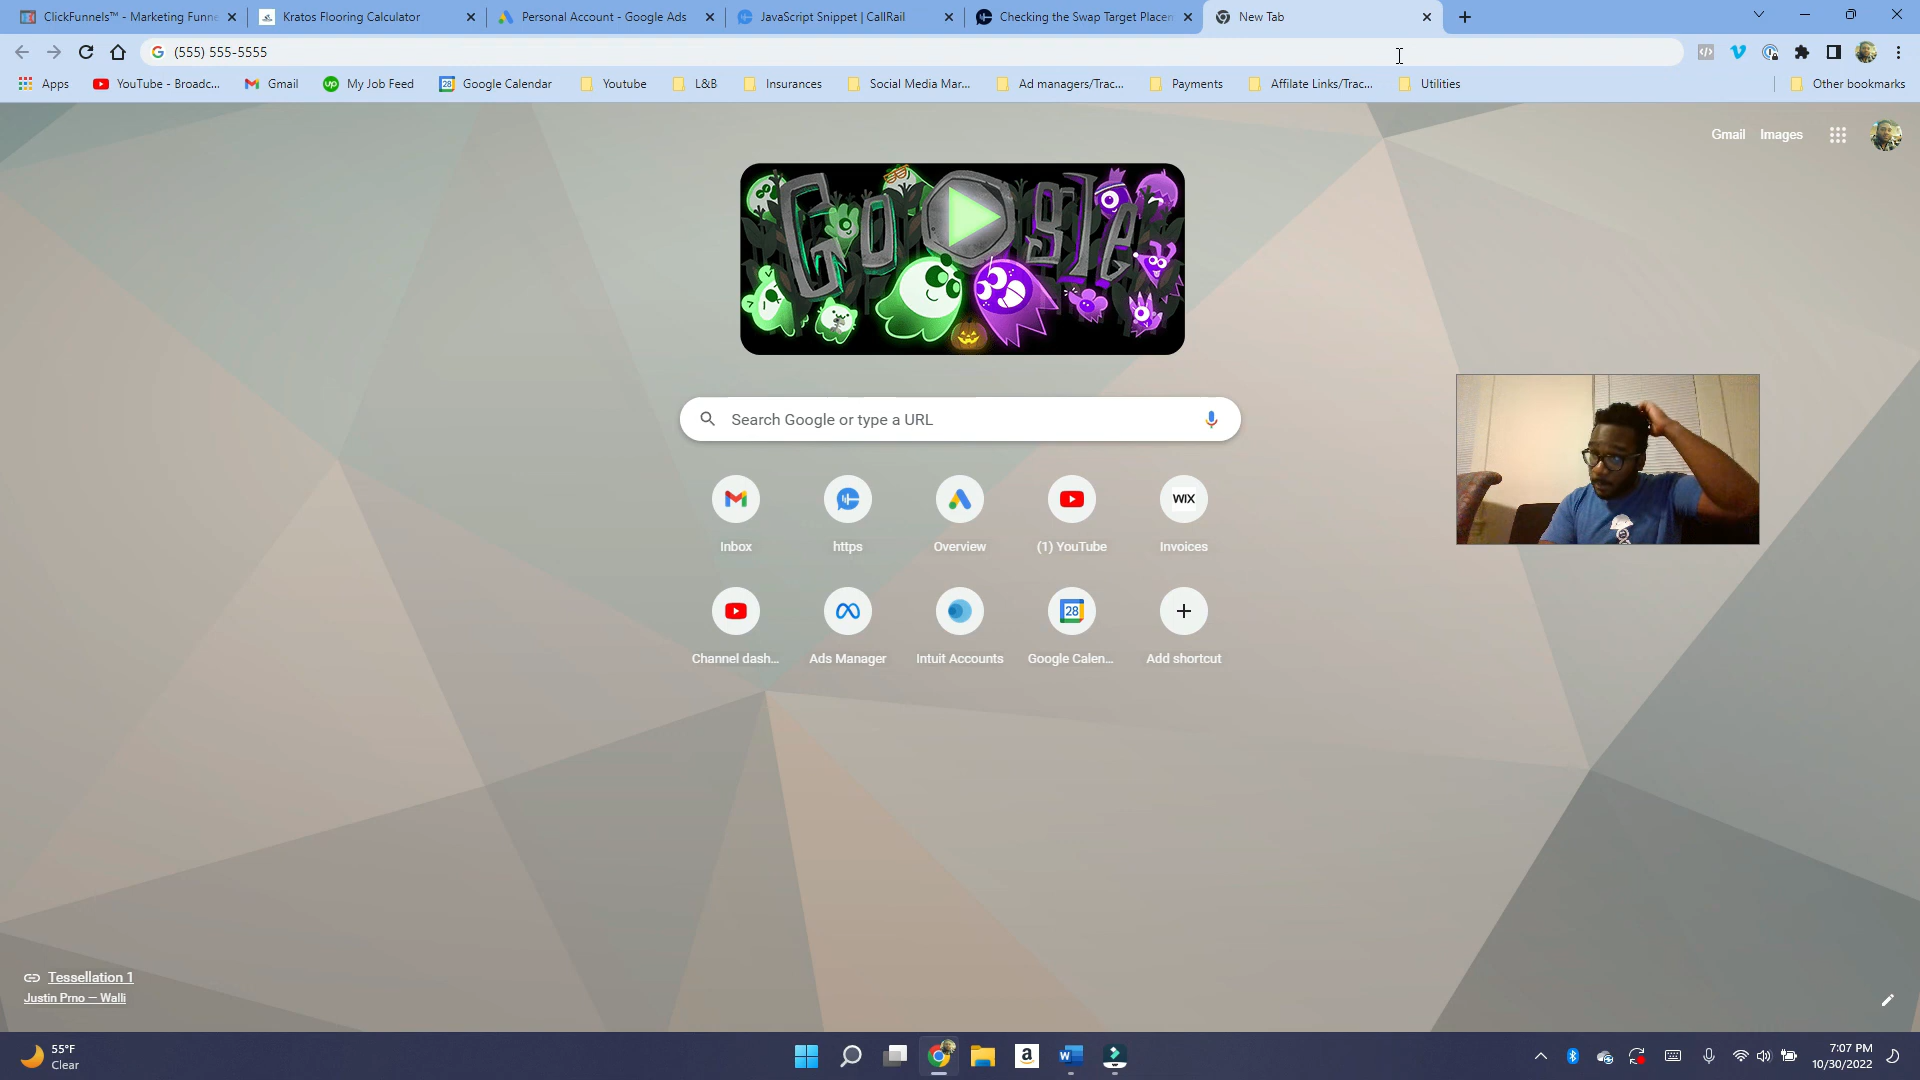 ClickFunnels™ - Marketing Funne
Kratos Flooring Calculator
Personal Account - Google Ads
JavaScript Snippet | CallRail
Checking the Swap Target Placem
New Tab
(555) 555-5555
Apps
YouTube - Broadc...
Gmail
My Job Feed
Google Calendar
Youtube
L&B
Insurances
Social Media Mar...
Ad managers/Trac...
Payments
Affilate Links/Trac...
Utilities
Other bookmarks
Gmail
Images
Google
Search Google or type a URL
WIX
Inbox
https
Overview
(1) YouTube
Invoices
28
Channel dash...
Ads Manager
Intuit Accounts
Google Calen...
Add shortcut
Tessellation 1
Justin Prno — Walli
55°F
Clear
7:07 PM
10/30/2022